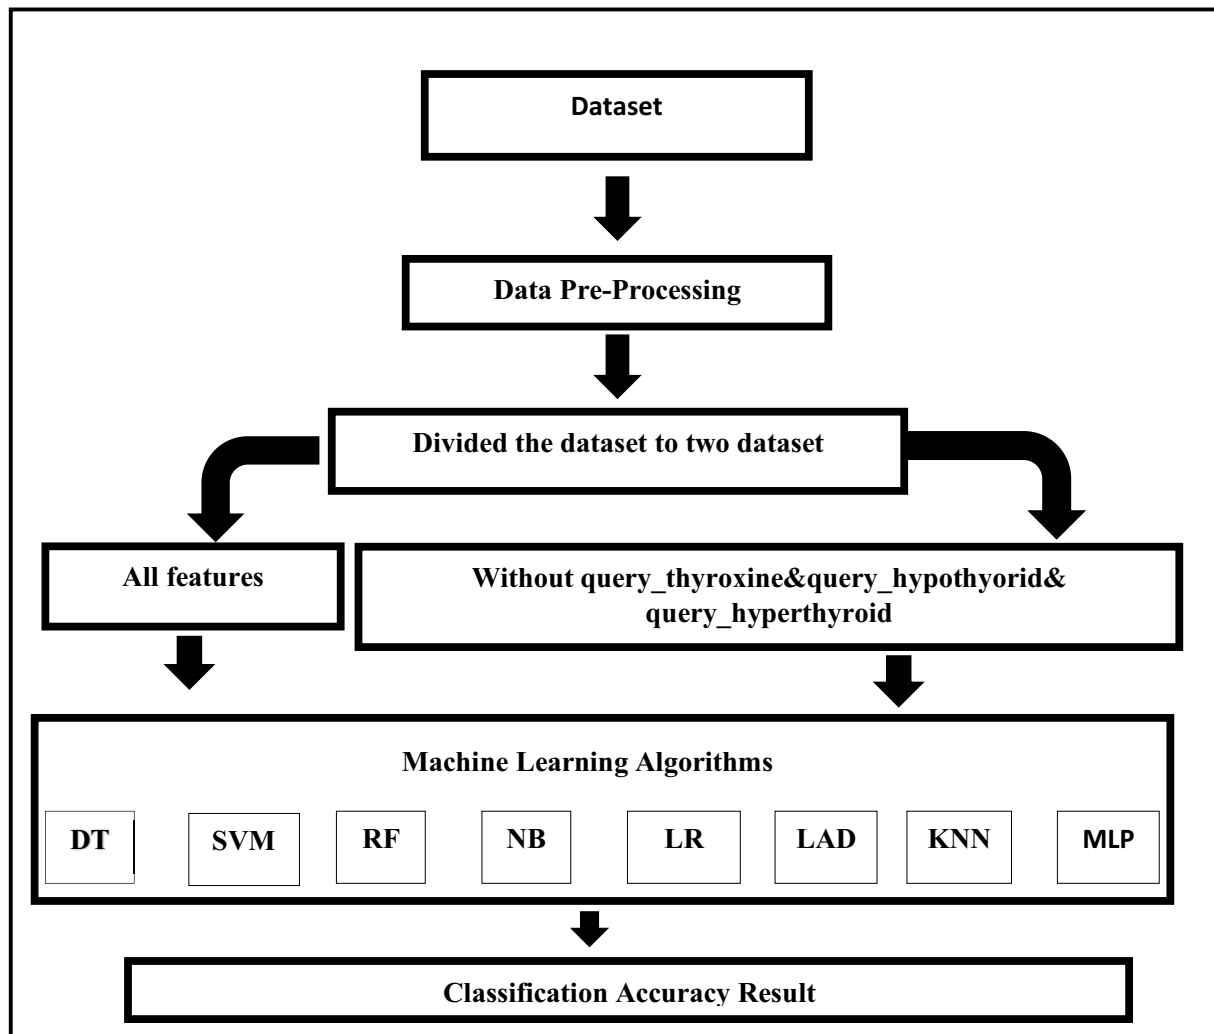 Dataset
Data Pre-Processing
Divided the dataset to two dataset
All features
Without query_thyroxine&query_hypothyorid&
query_hyperthyroid
Machine Learning Algorithms
DT
SVM
RF
NB
LR
LAD
KNN
MLP
Classification Accuracy Result